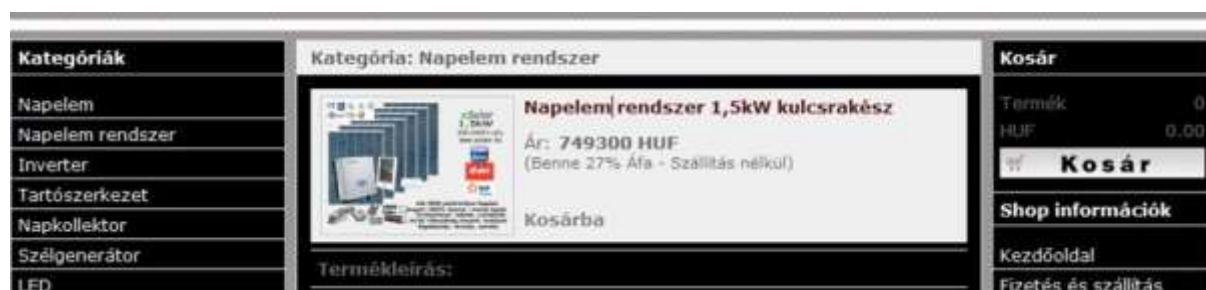 Kategóriák
Napelem
Napelem rendszer
Inverter
Tartószerkezet
Napkollektor
Szélgenerátor
LED
Kategória: Napelem rendszer
Napelem rendszer 1,5kW kulcsrakész
Ár: 749300 HUF
(Benne 27% Áfa - Szállítás nélkül)
Kosárba
Termékleírás:
Kosár
Termék 0
HUF 0.00
Kosár
Shop információk
Kezdőoldal
Fizetés és szállítás